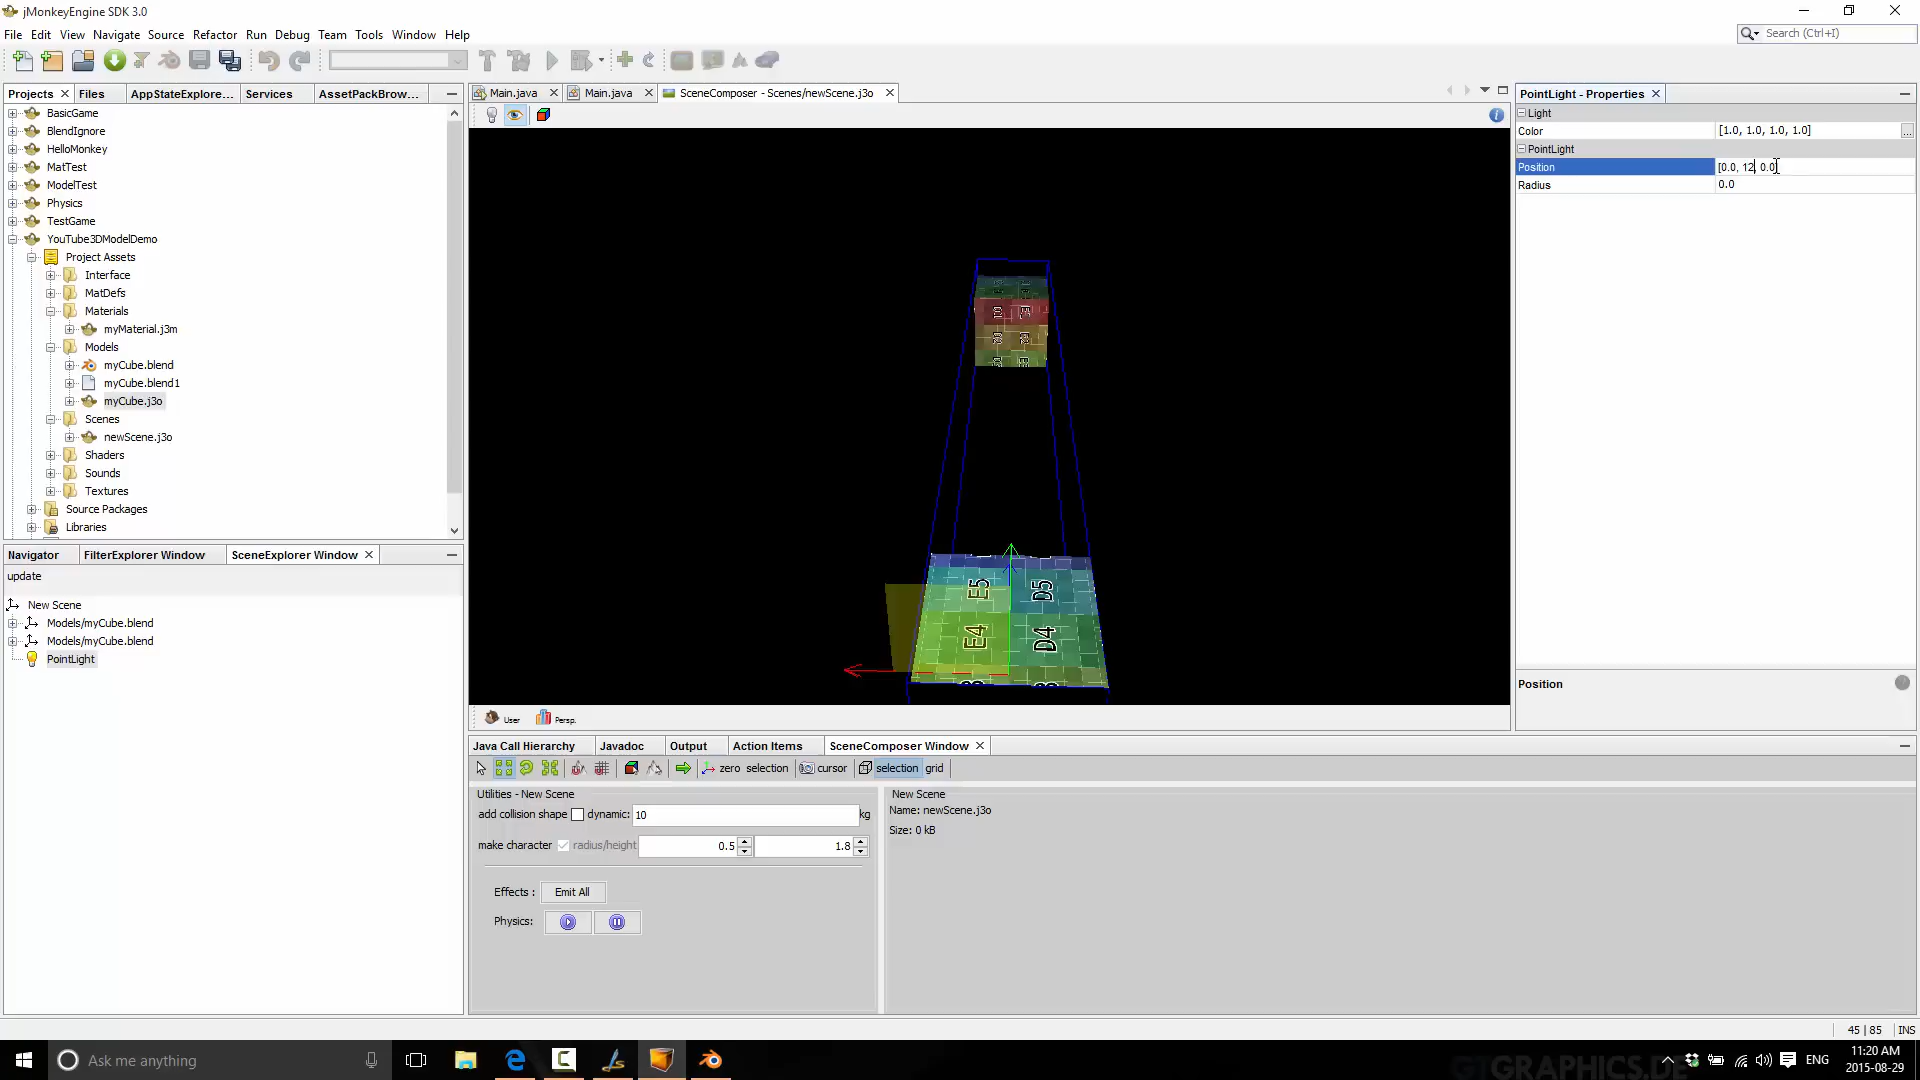 jMonkeyEngine SDK 3.0
File Edit View Navigate Source Refactor Run Debug Team Tools Window Help
Search (Ctrl+I)
Projects Files AppStateExplore... Services AssetPackBrow...
Main.java Main.java SceneComposer - Scenes/newScene.j3o
PointLight - Properties
BasicGame
BlendIgnore
HelloMonkey
MatTest
ModelTest
Physics
TestGame
YouTube3DModelDemo
Project Assets
Interface
MatDefs
Materials
myMaterial.j3m
Models
myCube.blend
myCube.blend1
myCube.j3o
Scenes
newScene.j3o
Shaders
Sounds
Textures
Source Packages
Libraries
Light
Color [1.0, 1.0, 1.0, 1.0] ...
PointLight
Position [0.0, 12, 0.0]
Radius 0.0
E5 D5
E4 D4
Position
User Persp.
Navigator FilterExplorer Window SceneExplorer Window
update
New Scene
Models/myCube.blend
Models/myCube.blend
PointLight
Java Call Hierarchy Javadoc Output Action Items SceneComposer Window
zero selection cursor selection grid
Utilities - New Scene
add collision shape dynamic: 10 kg
make character radius/height 0.5 1.8
Effects : Emit All
Physics:
New Scene
Name: newScene.j3o
Size: 0 kB
45 | 85 INS
Ask me anything
GTGRAPHICS.DE
ENG
11:20 AM
2015-08-29